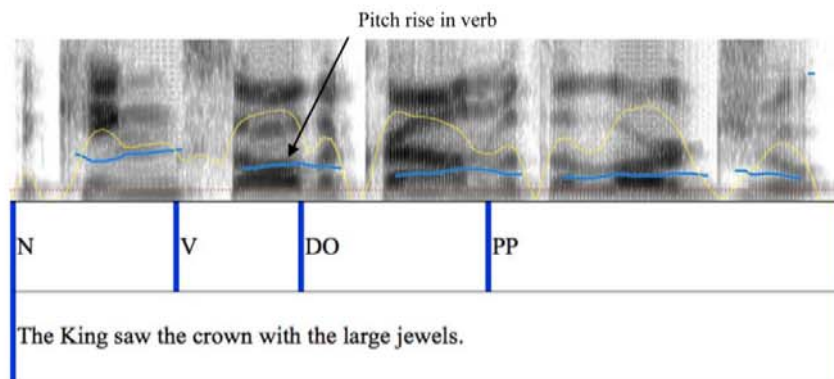 Pitch rise in verb
N V DO PP
The King saw the crown with the large jewels.